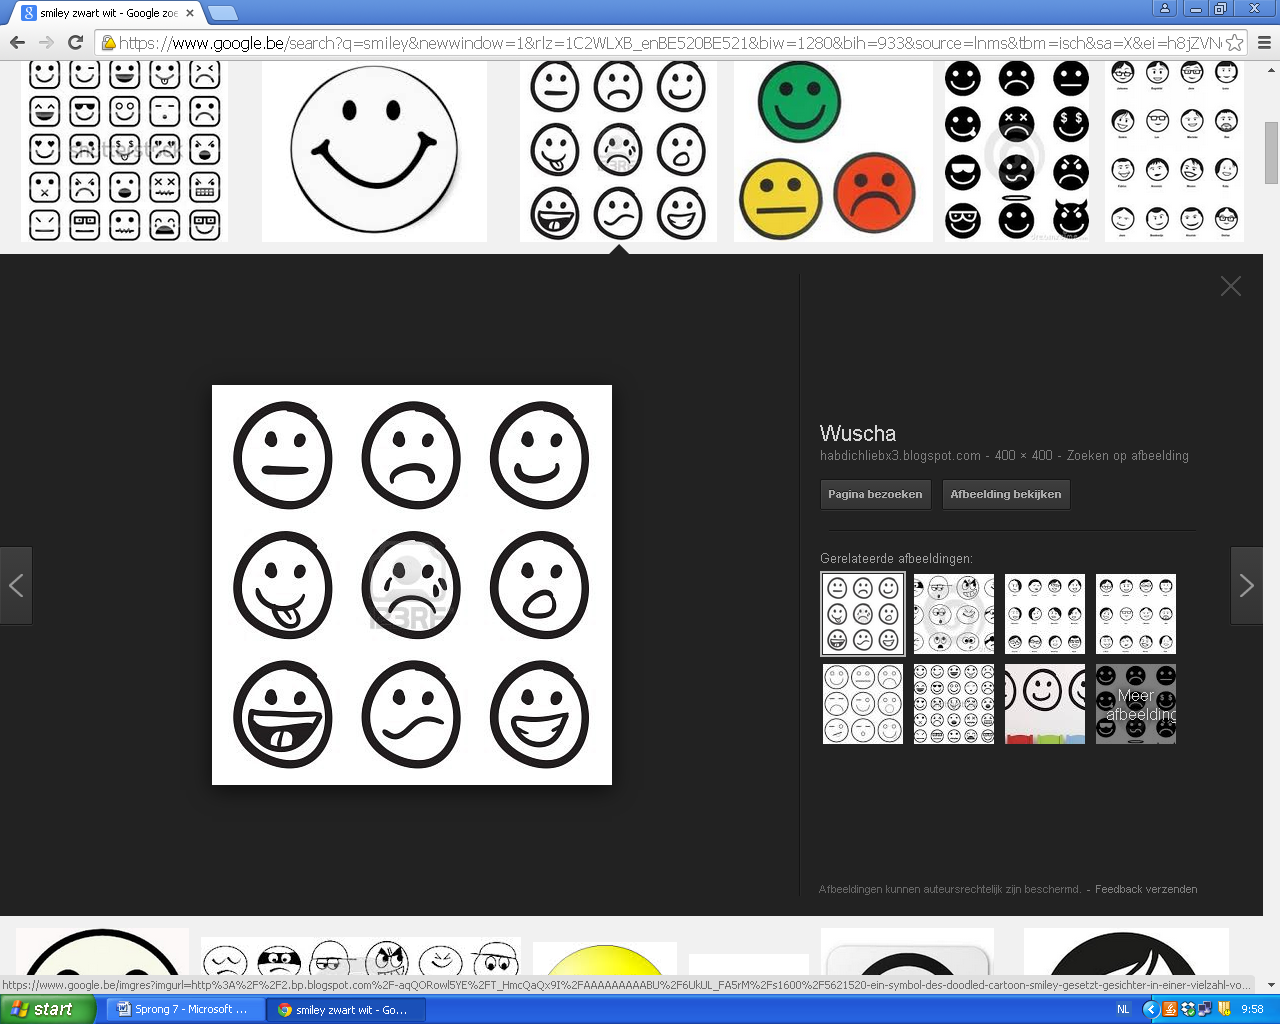 smiley zwart wit - Google zoe
https://www.google.be/search?q=smiley&newwindow=1&rlz=1C2WLXB_enBE520BE521&biw=1280&bih=933&source=lnms&tbm=isch&sa=X&ei=h8jZVN
shutterstock
Wuscha
habdichliebx3.blogspot.com - 400 × 400 - Zoeken op afbeelding
Pagina bezoeken
Afbeelding bekijken
123RF
Gerelateerde afbeeldingen:
Meer
afbeelding
Afbeeldingen kunnen auteursrechtelijk zijn beschermd. - Feedback verzenden
https://www.google.be/imgres?imgurl=http%3A%2F%2F2.bp.blogspot.com%2F-aqQORowl5YE%2FT_HmcQaQx9I%2FAAAAAAAAABU%2F6UkUL_FA5rM%2Fs1600%2F5621520-ein-symbol-des-doodled-cartoon-smiley-gesetzt-gesichter-in-einer-vielzahl-vo...
start
Sprong 7 - Microsoft ...
smiley zwart wit - Go...
NL
9:58